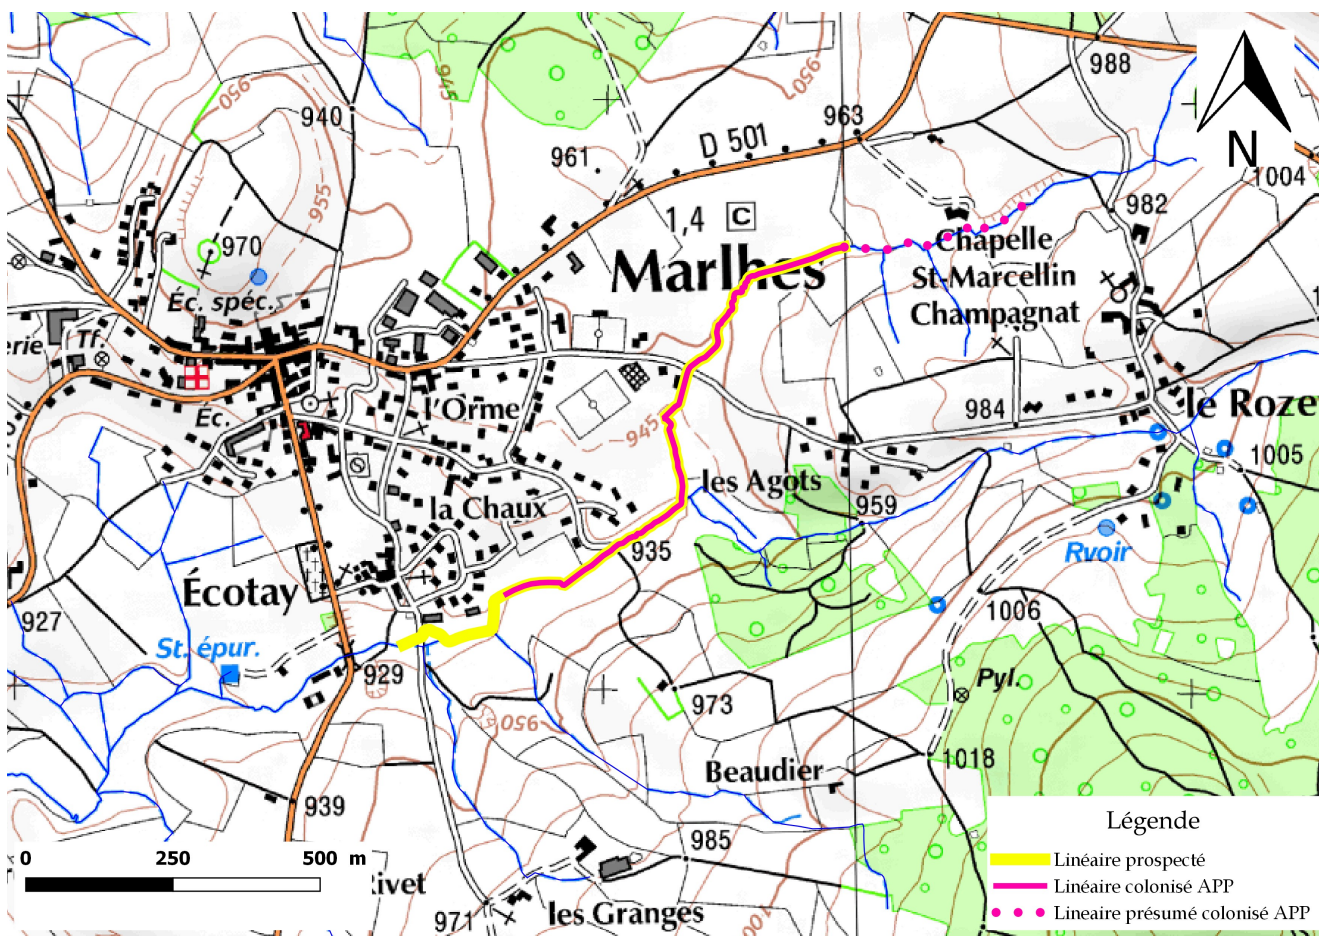 950
945
950
988
940
963
D 501
961
N
1004
955
1,4 C
982
970
Chapelle
Marlhes
St-Marcellin
Éc. spéc.
Champagnat
erie
Tf.
l'Orme
984
le Roze
Éc.
945
1005
les Agots
la Chaux
959
935
Rvoir
Écotay
1006
927
St. épur.
929
Pyl.
973
950
1018
Beaudier
939
Légende
985
0 250 500 m
Linéaire prospecté
Rivet
Linéaire colonisé APP
971
les Granges
Lineaire présumé colonisé APP